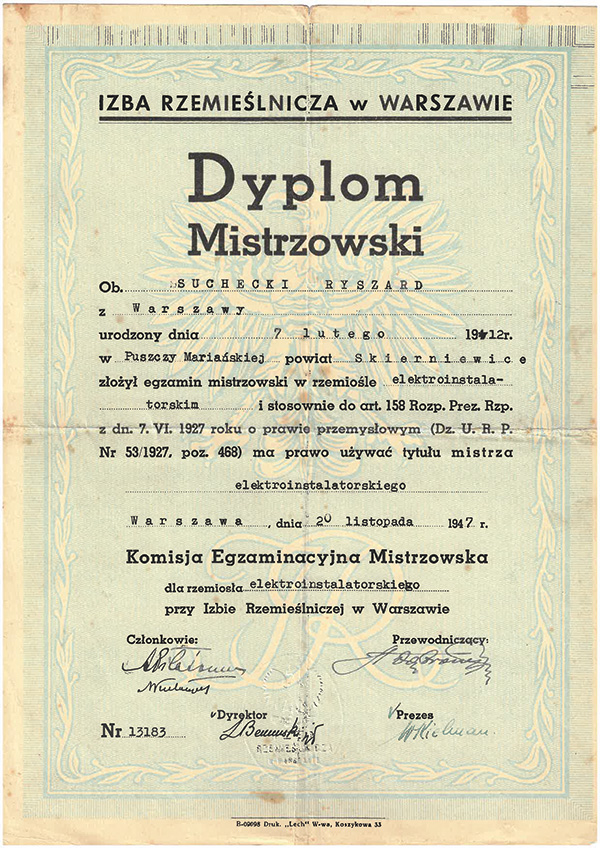 IZBA RZEMIEŚLNICZA w WARSZAWIE
Dyplom
Mistrzowski
Ob. SUCHECKI RYSZARD
z Warszawy
urodzony dnia 7 lutego 1912r.
w Puszczy Mariańskiej powiat Skierniewice
złożył egzamin mistrzowski w rzemiośle elektroinstala-
torskim i stosownie do art. 158 Rozp. Prez. Rzp.
z dn. 7. VI. 1927 roku o prawie przemysłowym (Dz. U. R. P.
Nr 53/1927, poz. 468) ma prawo używać tytułu mistrza
elektroinstalatorskiego
Warszawa, dnia 20 listopada 1947 r.
Komisja Egzaminacyjna Mistrzowska
dla rzemiosła elektroinstalatorskiego
przy Izbie Rzemieślniczej w Warszawie
Członkowie: Przewodniczący:
Dyrektor Prezes
Nr 13183
B-09098 Druk. „Lech" W-wa, Koszykowa 33